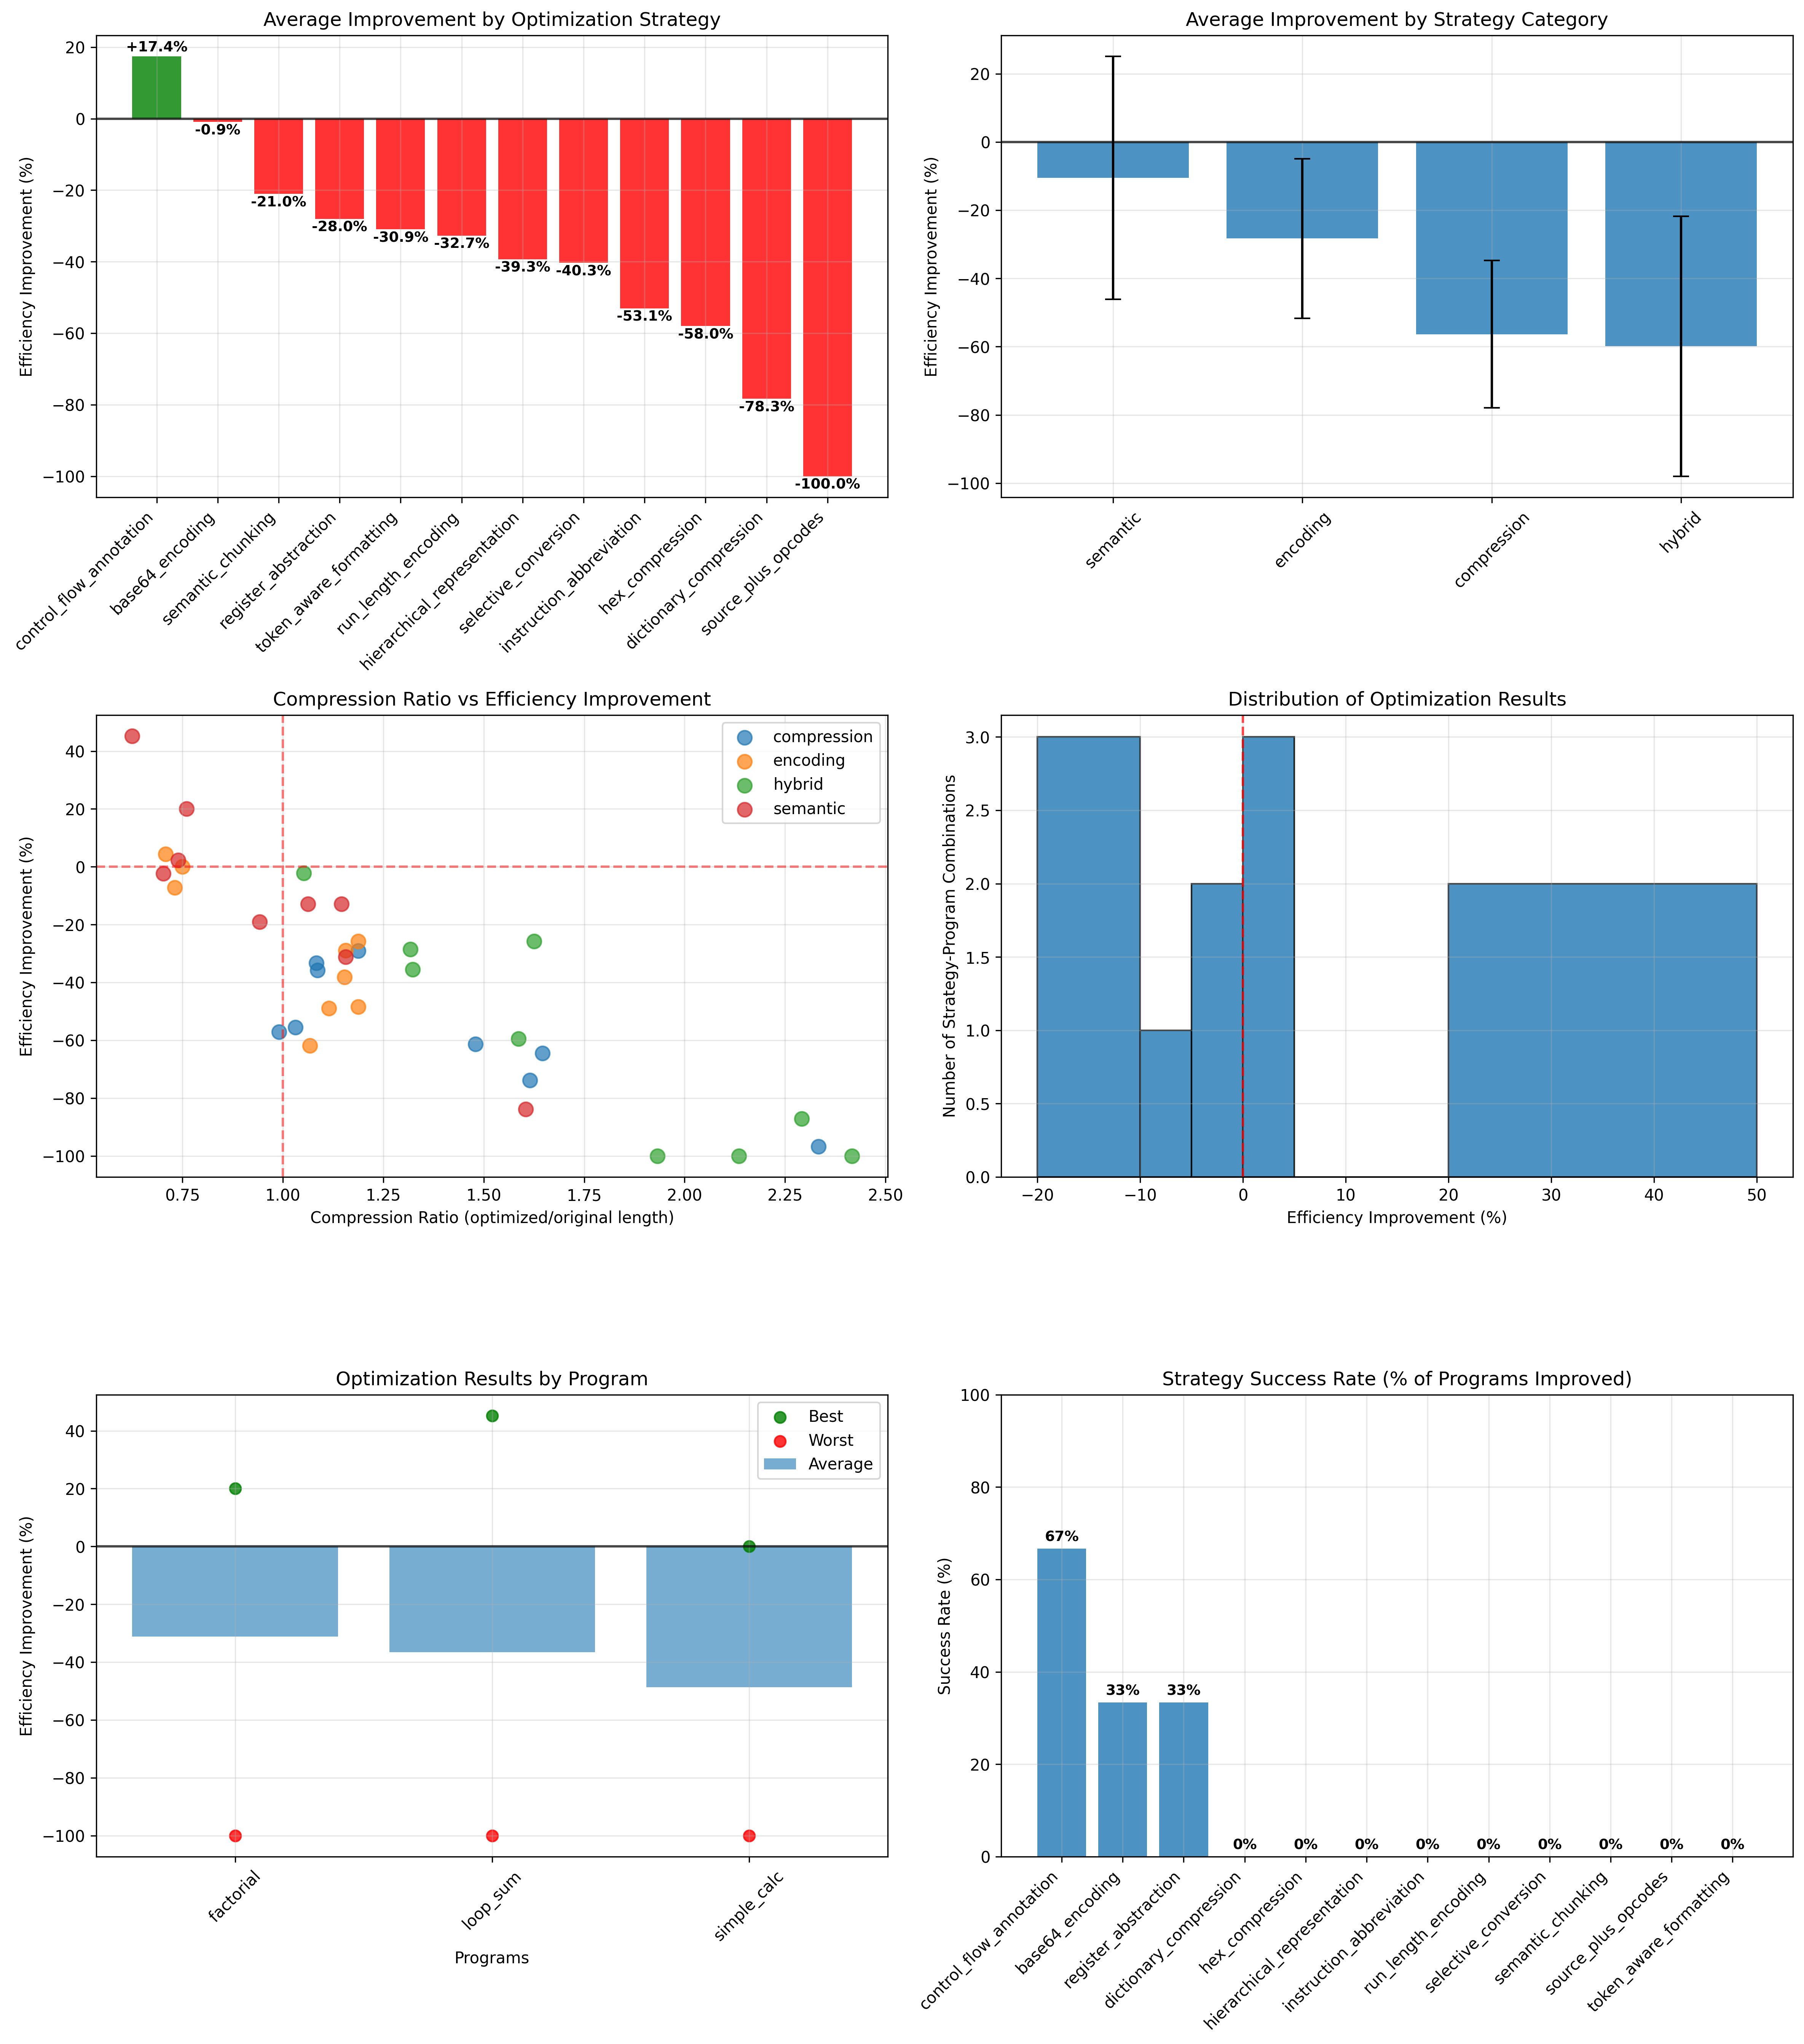 Average Improvement by Optimization Strategy
Efficiency Improvement (%)
20
0
−20
−40
−60
−80
−100
+17.4%
-0.9%
-21.0%
-28.0%
-30.9%
-32.7%
-39.3%
-40.3%
-53.1%
-58.0%
-78.3%
-100.0%
control_flow_annotation
base64_encoding
semantic_chunking
register_abstraction
token_aware_formatting
run_length_encoding
hierarchical_representation
selective_conversion
instruction_abbreviation
hex_compression
dictionary_compression
source_plus_opcodes
Average Improvement by Strategy Category
Efficiency Improvement (%)
20
0
−20
−40
−60
−80
−100
semantic
encoding
compression
hybrid
Compression Ratio vs Efficiency Improvement
Efficiency Improvement (%)
40
20
0
−20
−40
−60
−80
−100
compression
encoding
hybrid
semantic
0.75
1.00
1.25
1.50
1.75
2.00
2.25
2.50
Compression Ratio (optimized/original length)
Distribution of Optimization Results
Number of Strategy-Program Combinations
3.0
2.5
2.0
1.5
1.0
0.5
0.0
−20
−10
0
10
20
30
40
50
Efficiency Improvement (%)
Optimization Results by Program
Efficiency Improvement (%)
40
20
0
−20
−40
−60
−80
−100
Best
Worst
Average
factorial
loop_sum
simple_calc
Programs
Strategy Success Rate (% of Programs Improved)
Success Rate (%)
100
80
60
40
20
0
67%
33%
33%
0%
0%
0%
0%
0%
0%
0%
0%
0%
control_flow_annotation
base64_encoding
register_abstraction
dictionary_compression
hex_compression
hierarchical_representation
instruction_abbreviation
run_length_encoding
selective_conversion
semantic_chunking
source_plus_opcodes
token_aware_formatting